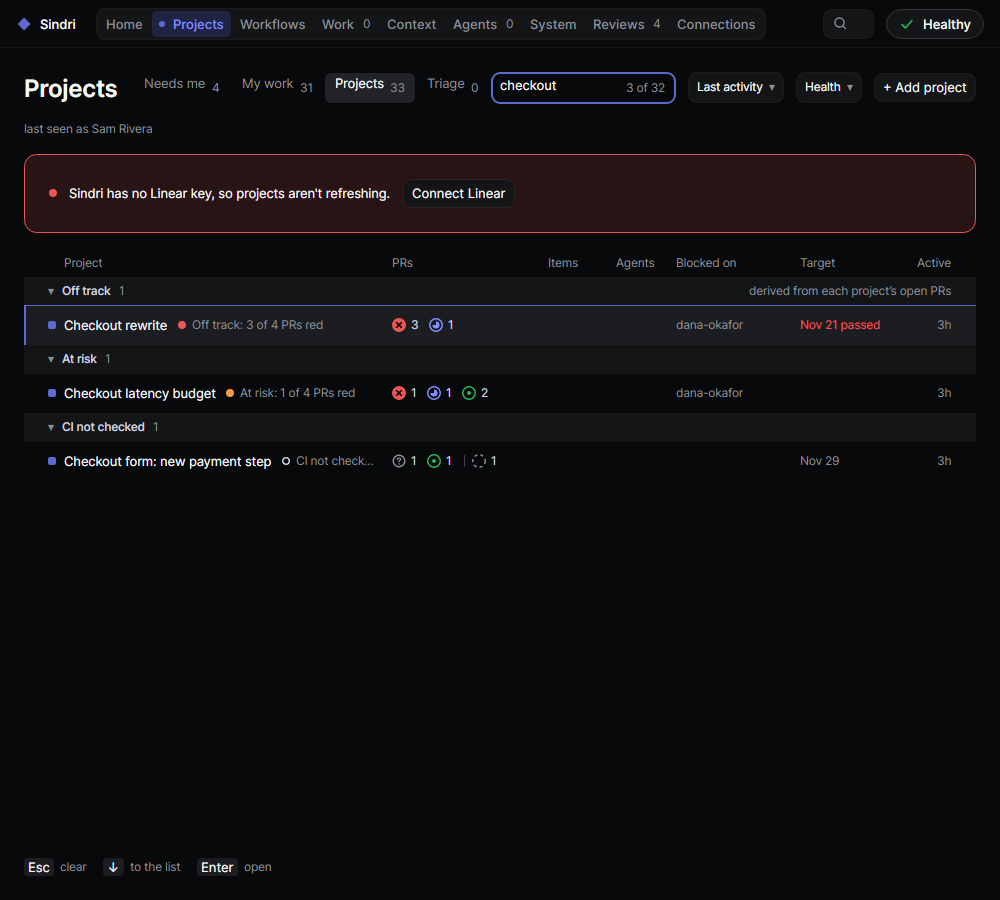 Sindri Home Projects Workflows Work 0 Context Agents 0 System Reviews 4 Connections Healthy
Projects Needs me 4 My work 31 Projects 33 Triage 0 checkout 3 of 32 Last activity ▾ Health ▾ + Add project
last seen as Sam Rivera
Sindri has no Linear key, so projects aren't refreshing. Connect Linear
Project PRs Items Agents Blocked on Target Active
▾ Off track 1 derived from each project's open PRs
Checkout rewrite Off track: 3 of 4 PRs red 3 1 dana-okafor Nov 21 passed 3h
▾ At risk 1
Checkout latency budget At risk: 1 of 4 PRs red 1 1 2 dana-okafor 3h
▾ CI not checked 1
Checkout form: new payment step CI not check... ? 1 1 1 Nov 29 3h
Esc clear ↓ to the list Enter open